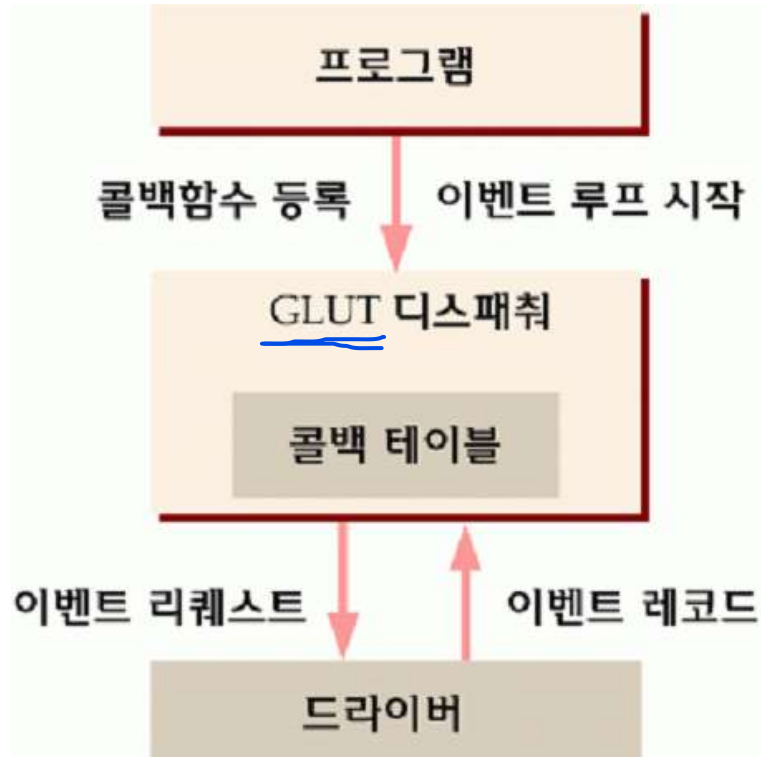 프로그램
콜백함수 등록 이벤트 루프 시작
GLUT 디스패춰
콜백 테이블
이벤트 리퀘스트 이벤트 레코드
드라이버